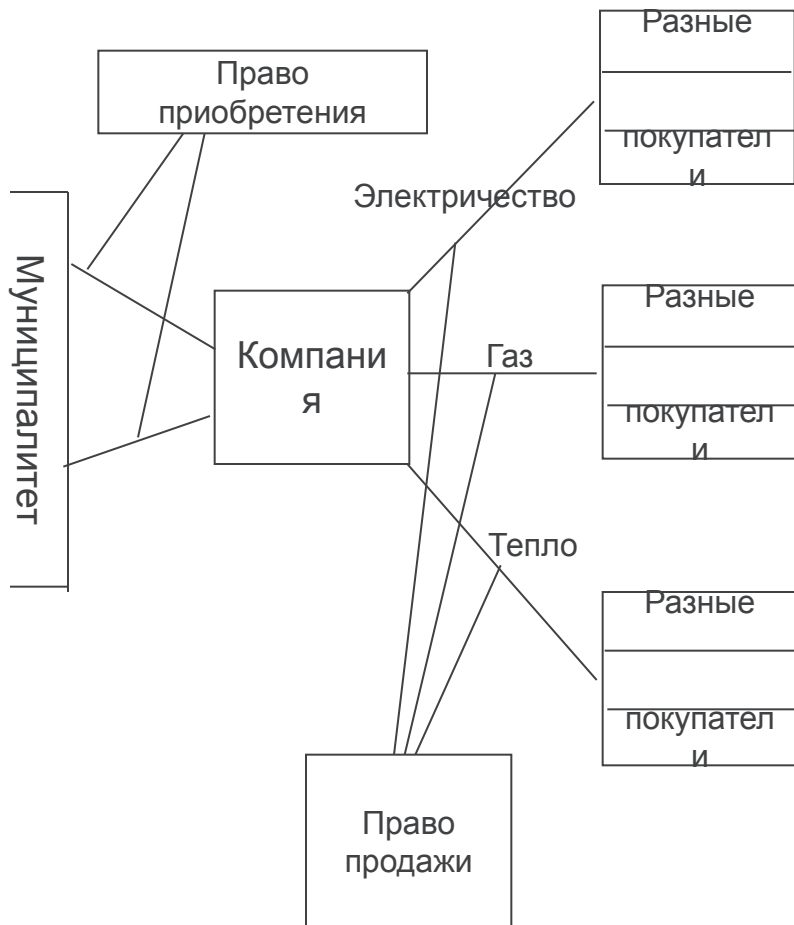 Разные
покупател
и
Право
приобретения
Электричество
Муниципалитет
Компани
я
Газ
Разные
покупател
и
Тепло
Разные
покупател
и
Право
продажи